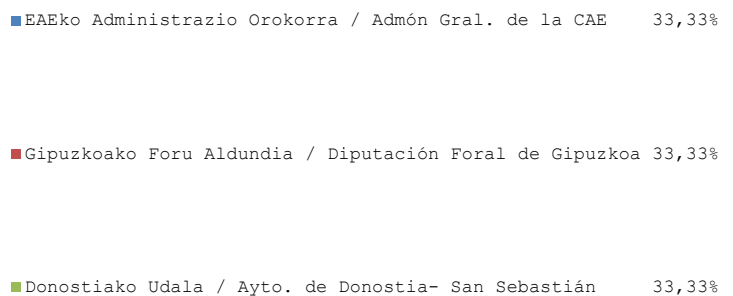 EAEko Administrazio Orokorra / Admón Gral. de la CAE 33,33%
Gipuzkoako Foru Aldundia / Diputación Foral de Gipuzkoa 33,33%
Donostiako Udala / Ayto. de Donostia- San Sebastián 33,33%